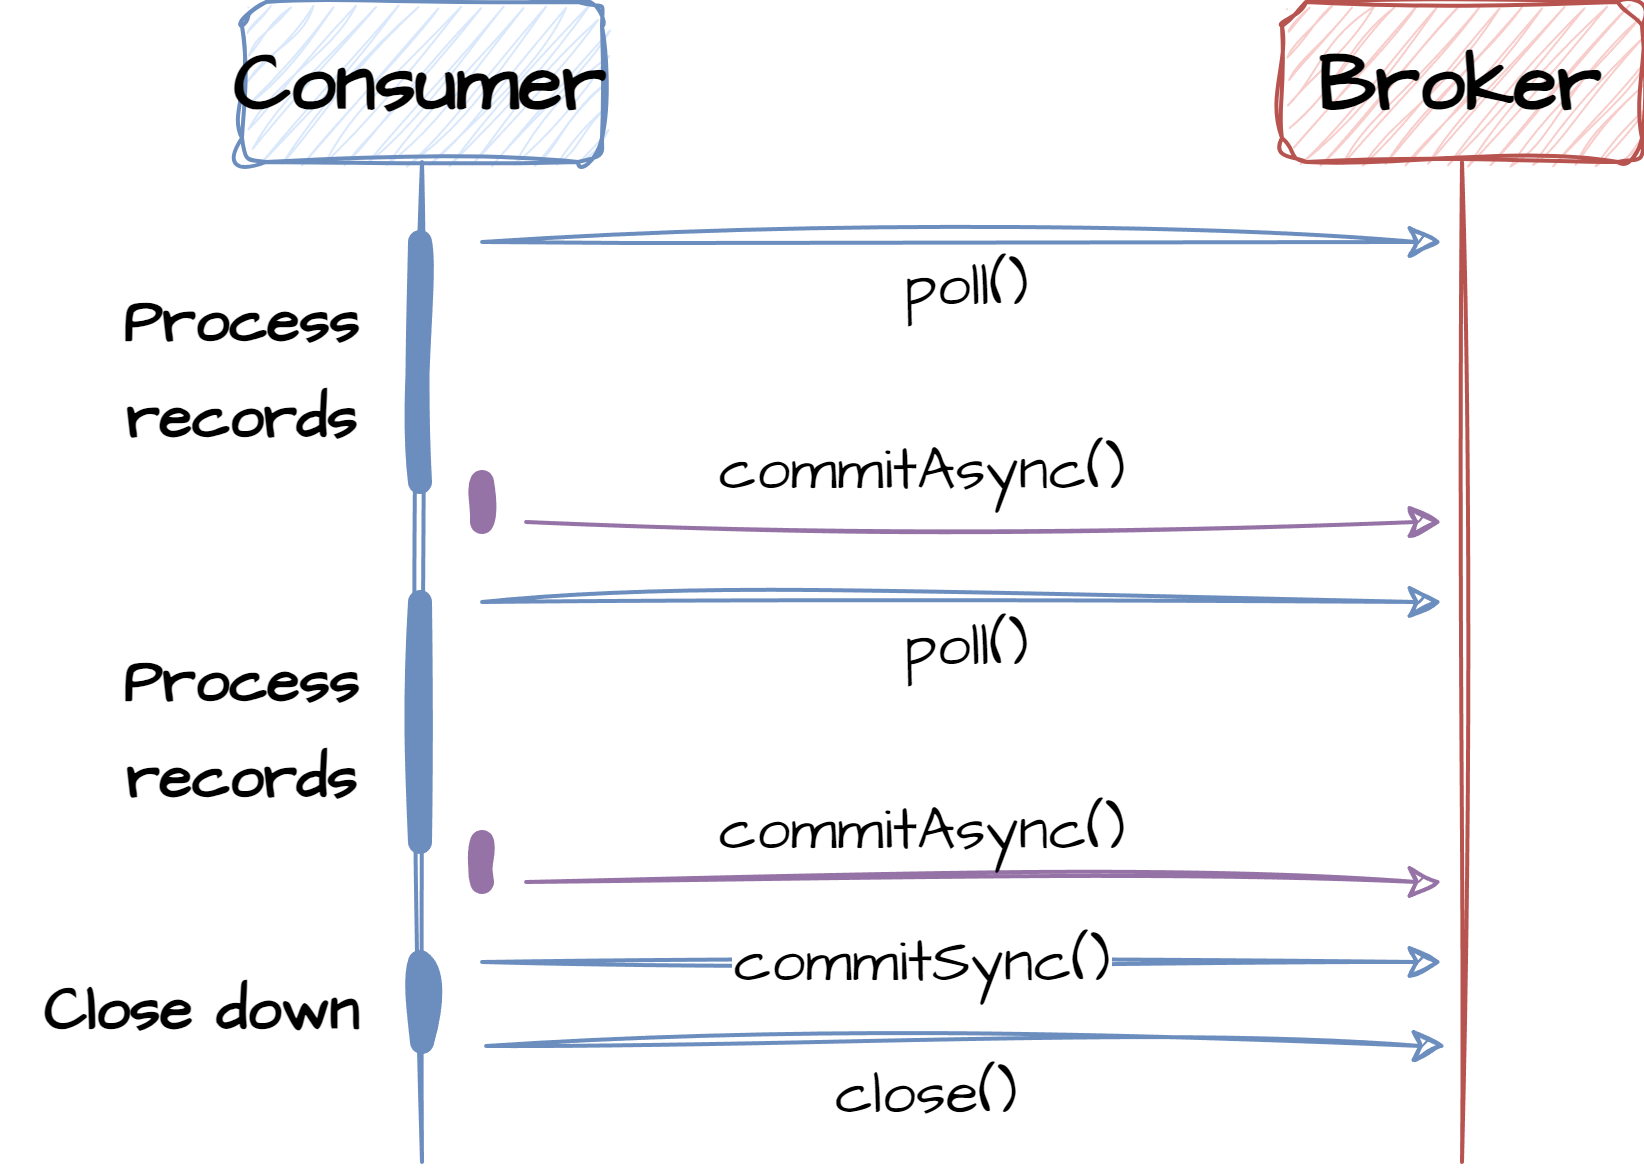 Consumer
Broker
poll()
Process
records
commitAsync()
poll()
Process
records
commitAsync()
commitSync()
Close down
close()